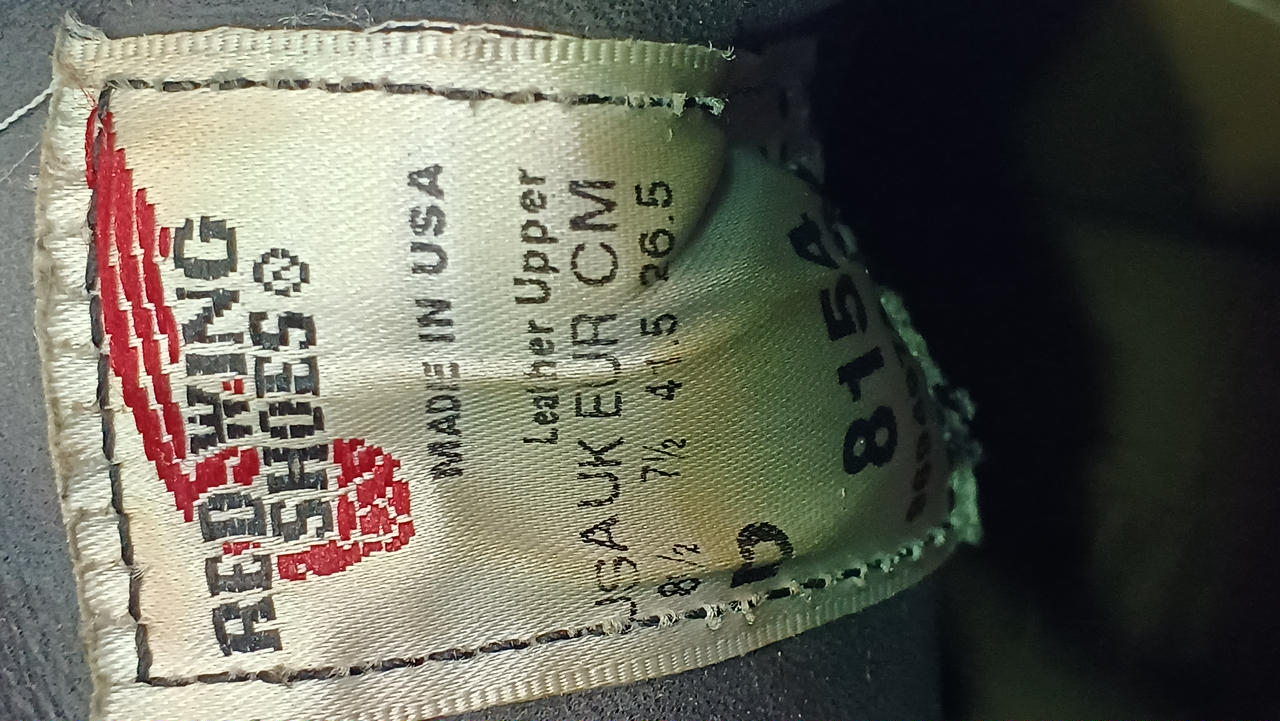 RED WING
SHOES®
MADE IN USA
Leather Upper
USA UK EUR CM
8½ 7½ 41.5 26.5
D
8154